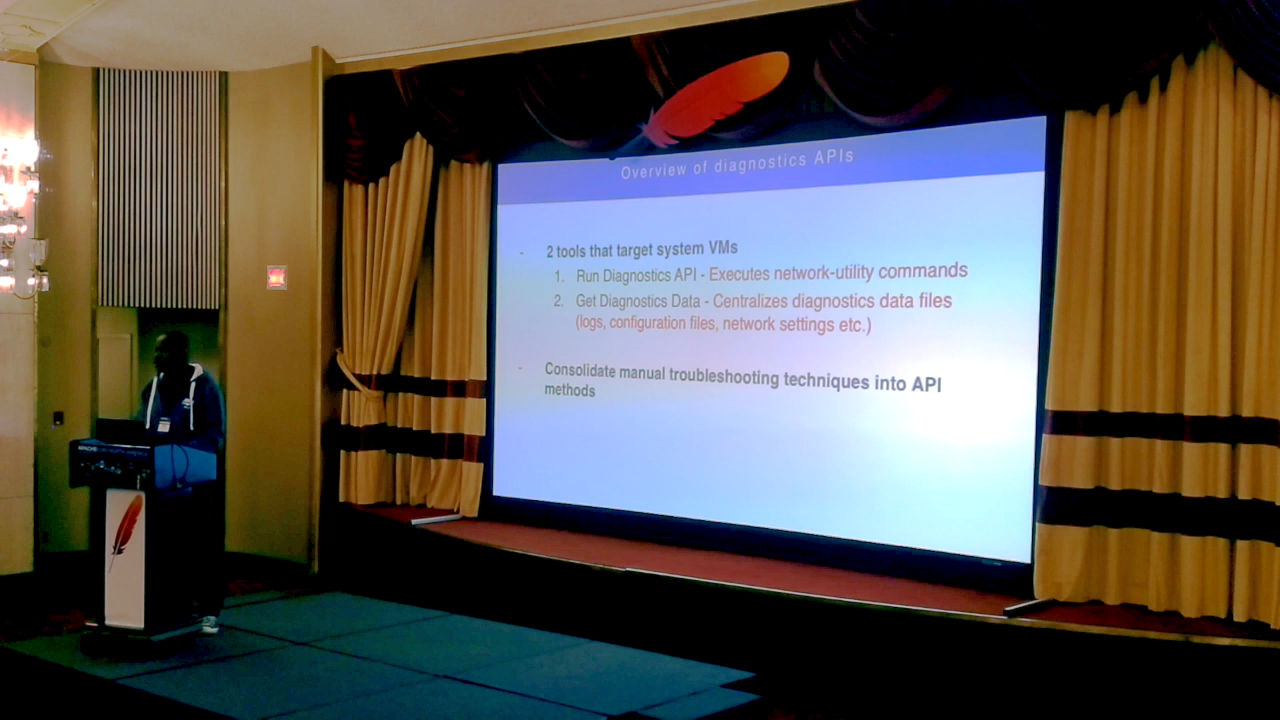 Overview of diagnostics APIs
- 2 tools that target system VMs
1. Run Diagnostics API - Executes network-utility commands
2. Get Diagnostics Data - Centralizes diagnostics data files
(logs, configuration files, network settings etc.)
- Consolidate manual troubleshooting techniques into API
methods
APACHE